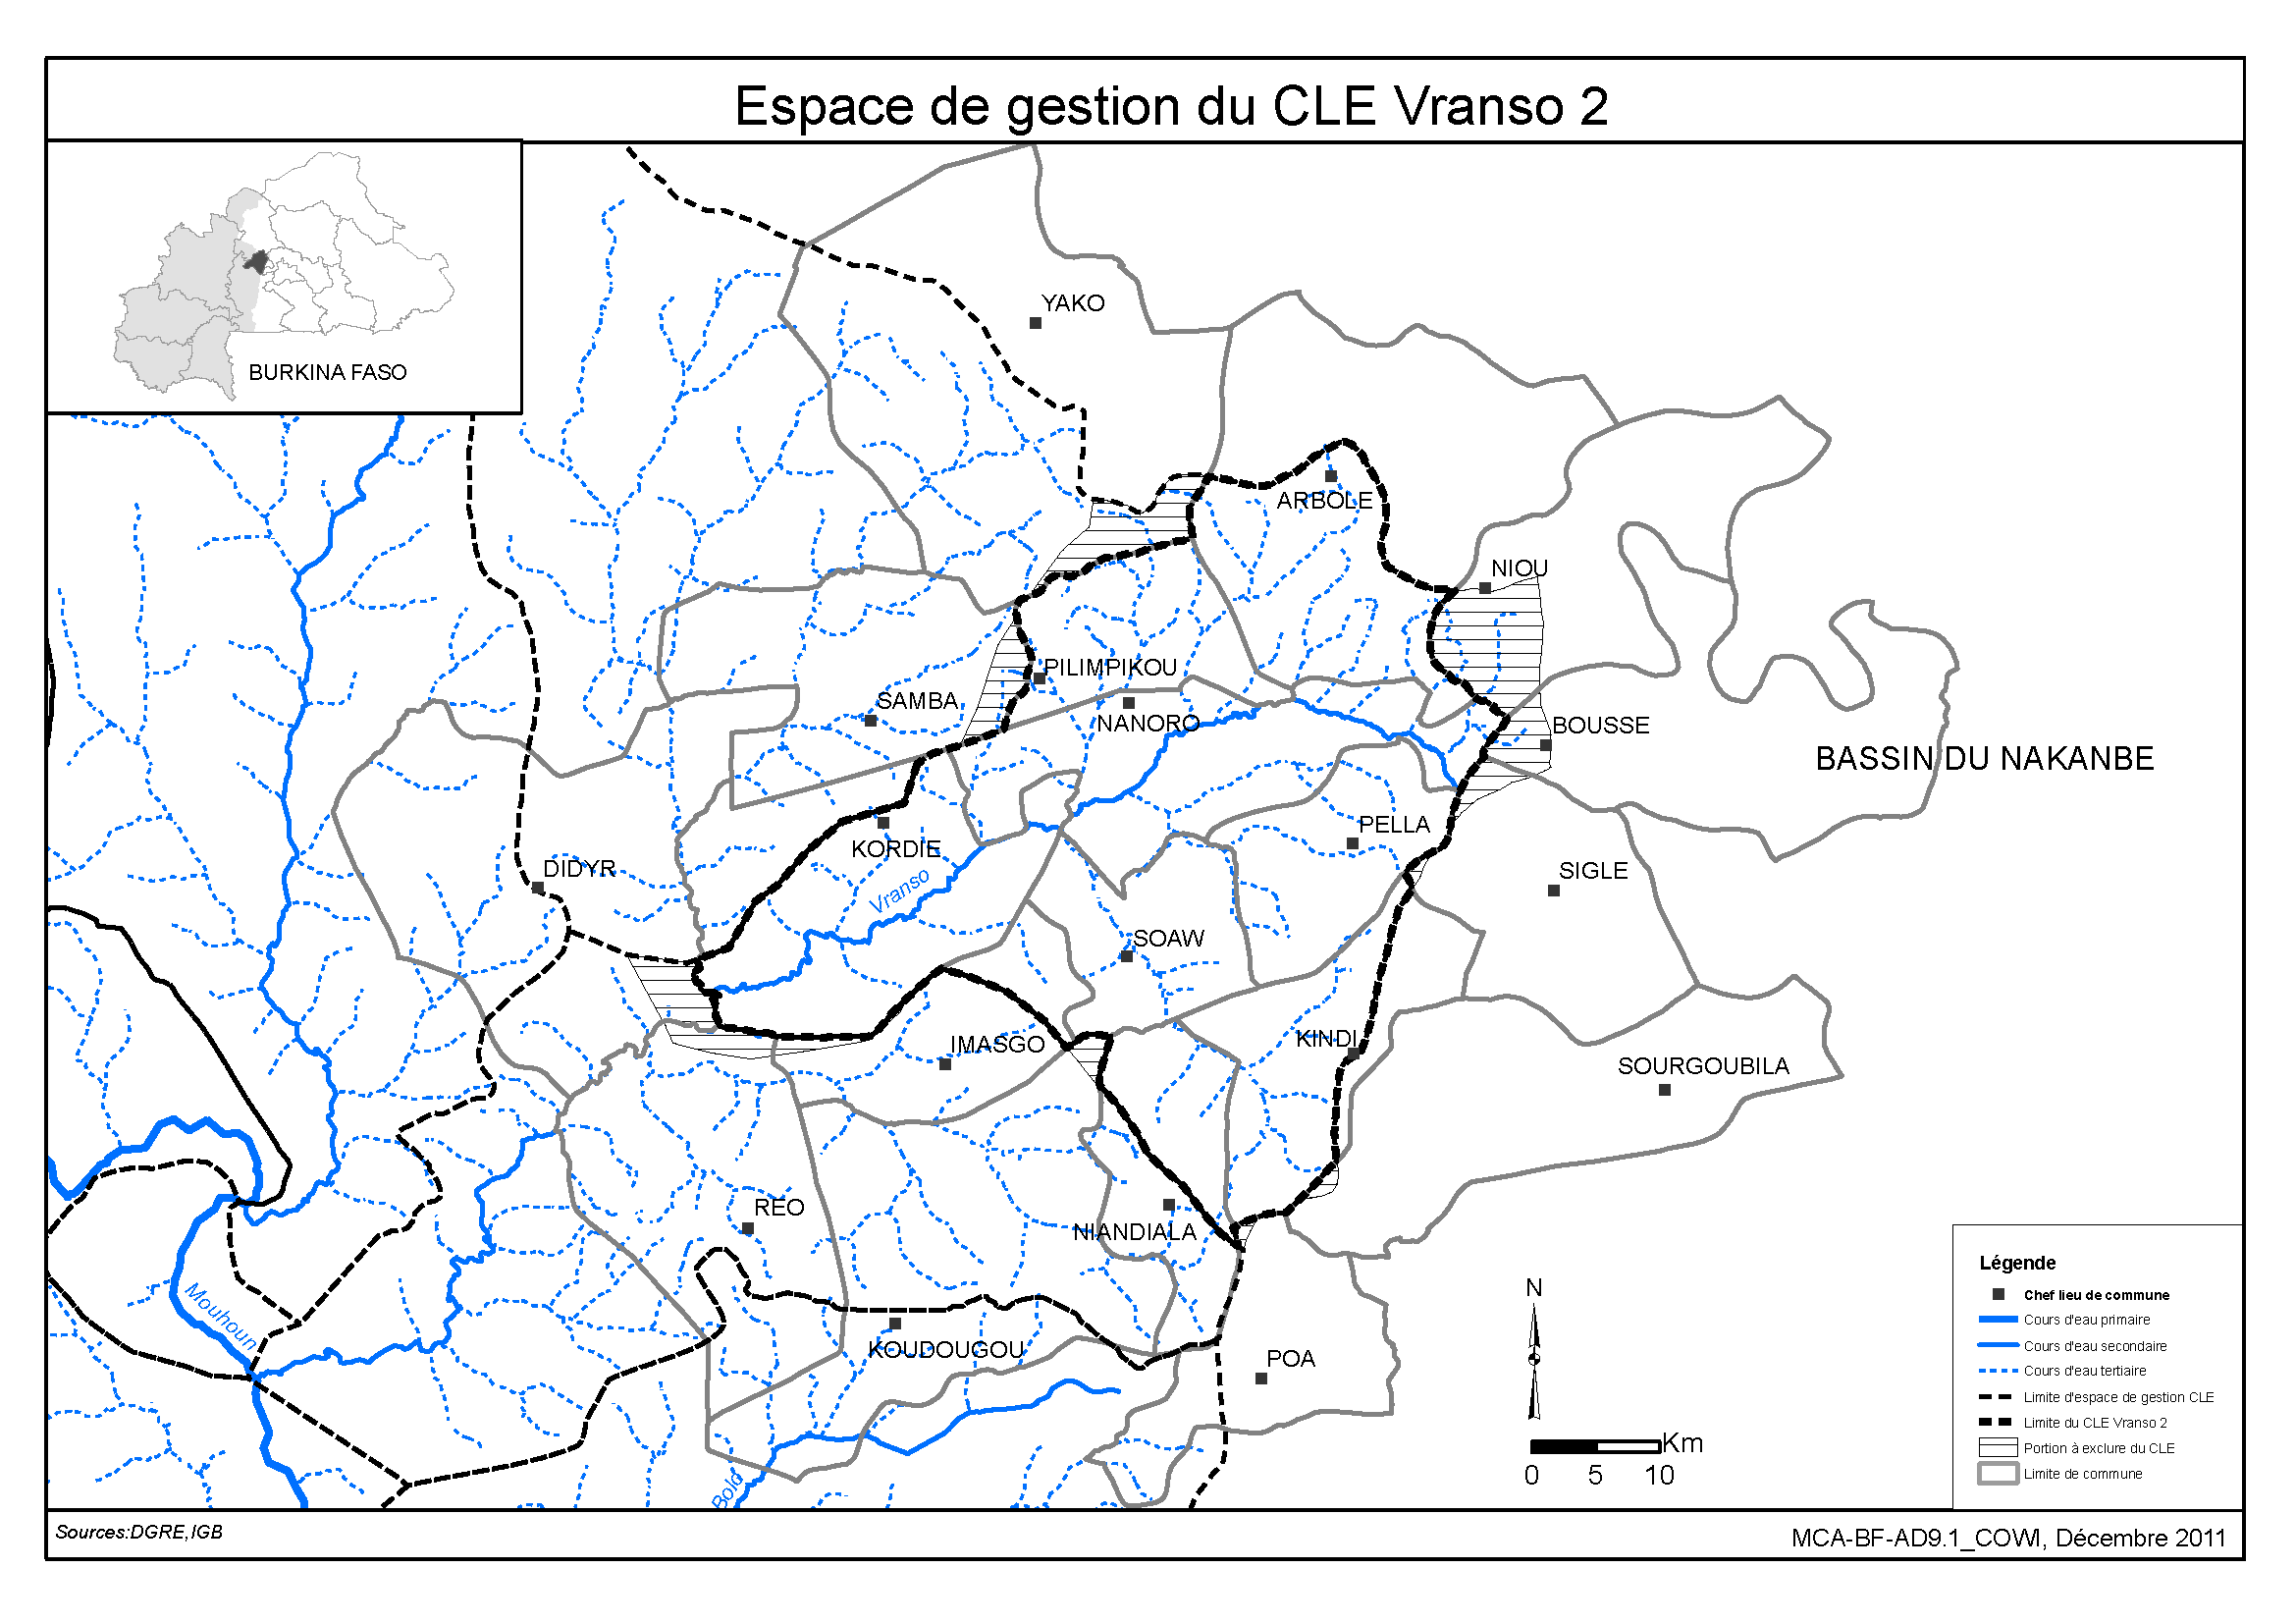 Espace de gestion du CLE Vranso 2
BURKINA FASO
YAKO
ARBOLE
NIOU
PILIMPIKOU
SAMBA
NANORO
BOUSSE
BASSIN DU NAKANBE
KORDIE
PELLA
DIDYR
Vranso
SIGLE
SOAW
IMASGO
KINDI
SOURGOUBILA
REO
NIANDIALA
Mouhoun
KOUDOUGOU
POA
Bolo
N
Km
0 5 10
Légende
Chef lieu de commune
Cours d'eau primaire
Cours d'eau secondaire
Cours d'eau tertiaire
Limite d'espace de gestion CLE
Limite du CLE Vranso 2
Portion à exclure du CLE
Limite de commune
Sources:DGRE,IGB
MCA-BF-AD9.1_COWI, Décembre 2011